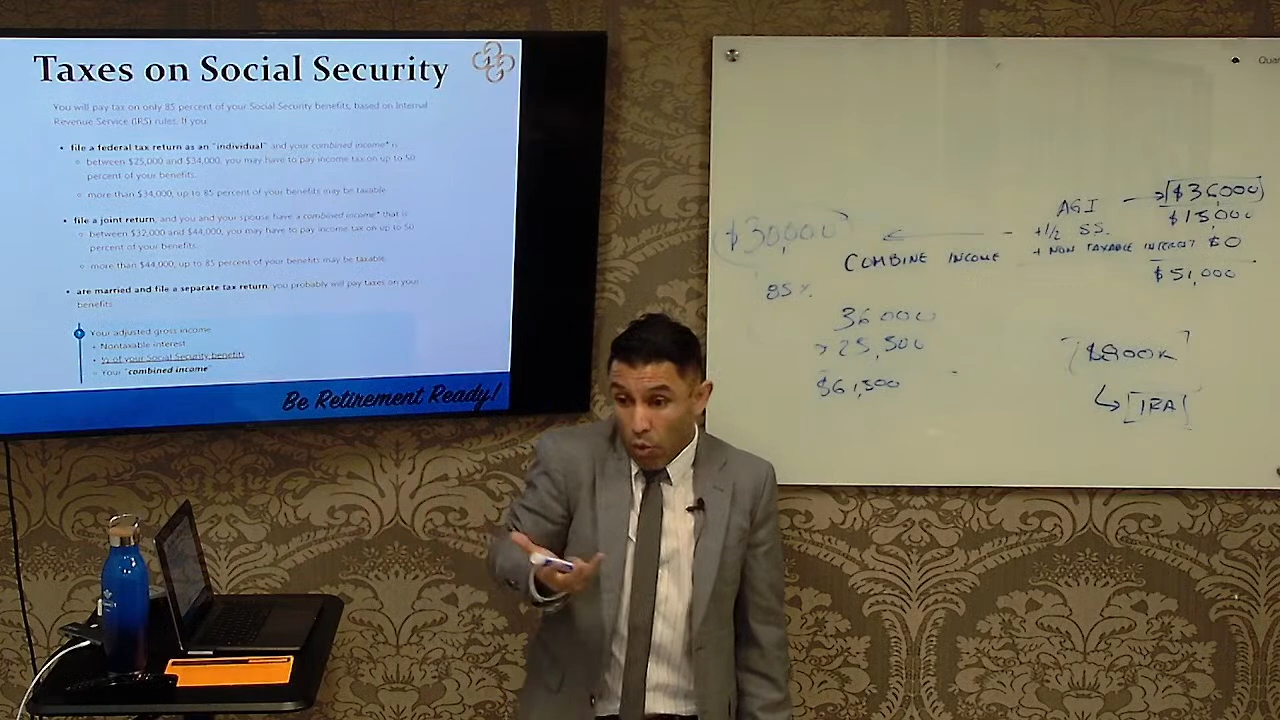 Taxes on Social Security
You will pay tax on only 85 percent of your Social Security benefits, based on Internal
Revenue Service (IRS) rules. If you:
• file a federal tax return as an "individual" and your combined income* is
○ between $25,000 and $34,000, you may have to pay income tax on up to 50
percent of your benefits.
○ more than $34,000, up to 85 percent of your benefits may be taxable.
• file a joint return, and you and your spouse have a combined income* that is
○ between $32,000 and $44,000, you may have to pay income tax on up to 50
percent of your benefits.
○ more than $44,000, up to 85 percent of your benefits may be taxable.
• are married and file a separate tax return, you probably will pay taxes on your
benefits.
Your adjusted gross income
+ Nontaxable interest
+ ½ of your Social Security benefits
= Your "combined income"
Be Retirement Ready!
$30,000
85%
COMBINE INCOME
AGI → $36000
+1/2 SS. $15,000
+ NON TAXABLE INTEREST $0
$51,000
36000
25,500
$61,500
$800K
[IRA]